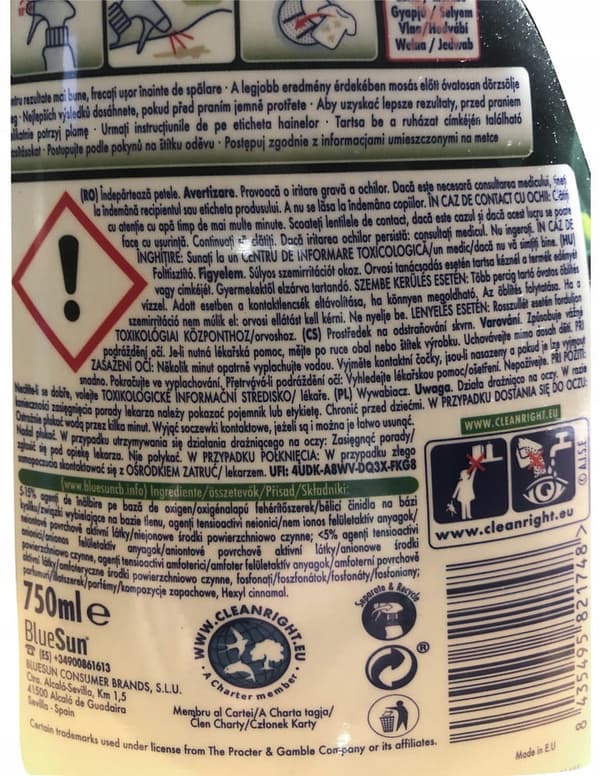 Gyapjú / Selyem
Vlna/Hedvábí
Wełna / Jedwab
rezultate mai bune, frecați ușor înainte de spălare · A legjobb eredmény érdekében mosás előtt óvatosan dörzsölje
Nejlepších výsledků dosáhnete, pokud před praním jemně protřete · Aby uzyskać lepsze rezultaty, przed praniem
potrzyj plamę · Urmați instrucțiunile de pe eticheta hainelor · Tartsa be a ruházat címkéjén található
Postupujte podle pokynů na štítku oděvu · Postępuj zgodnie z informacjami umieszczonymi na metce
(RO) Îndepărtează petele. Avertizare. Provoacă o iritare gravă a ochilor. Dacă este necesară consultarea medicului, țineți
la îndemână recipientul sau eticheta produsului. A nu se lăsa la îndemâna copiilor. ÎN CAZ DE CONTACT CU OCHII: Clătiți
cu atenție cu apă timp de mai multe minute. Scoateți lentilele de contact, dacă este cazul și dacă acest lucru se poate
face cu ușurință. Continuați să clătiți. Dacă iritarea ochilor persistă: consultați medicul. Nu ingerați. ÎN CAZ DE
ÎNGHIȚIRE: Sunați la un CENTRU DE INFORMARE TOXICOLOGICĂ/un medic/dacă nu vă simțiți bine. (HU)
Folttisztító. Figyelem. Súlyos szemirritációt okoz. Orvosi tanácsadás esetén tartsa kéznél a termék edényét
vagy címkéjét. Gyermekektől elzárva tartandó. SZEMBE KERÜLÉS ESETÉN: Több percig tartó óvatos öblítés
vízzel. Adott esetben a kontaktlencsék eltávolítása, ha könnyen megoldható. Az öblítés folytatása. Ha a
szemirritáció nem múlik el: orvosi ellátást kell kérni. Ne nyelje be. LENYELÉS ESETÉN: Rosszullét esetén forduljon
TOXIKOLÓGIAI KÖZPONTHOZ/orvoshoz. (CS) Prostředek na odstraňování skvrn. Varování. Způsobuje vážné
podráždění očí. Je-li nutná lékařská pomoc, mějte po ruce obal nebo štítek výrobku. Uchovávejte mimo dosah dětí. PŘI
ZASAŽENÍ OČÍ: Několik minut opatrně vyplachujte vodou. Vyjměte kontaktní čočky, jsou-li nasazeny a pokud je lze vyjmout
snadno. Pokračujte ve vyplachování. Přetrvává-li podráždění očí: Vyhledejte lékařskou pomoc/ošetření. Nepožívejte. PŘI POŽITÍ:
Necítíte-li se dobře, volejte TOXIKOLOGICKÉ INFORMAČNÍ STŘEDISKO/ lékaře. (PL) Wywabiacz. Uwaga. Działa drażniąco na oczy. W razie
konieczności zasięgnięcia porady lekarza należy pokazać pojemnik lub etykietę. Chronić przed dziećmi. W PRZYPADKU DOSTANIA SIĘ DO OCZU:
Ostrożnie płukać wodą przez kilka minut. Wyjąć soczewki kontaktowe, jeżeli są i można je łatwo usunąć.
Nadal płukać. W przypadku utrzymywania się działania drażniącego na oczy: Zasięgnąć porady/
zgłosić się pod opiekę lekarza. Nie połykać. W PRZYPADKU POŁKNIĘCIA: W przypadku złego
samopoczucia skontaktować się z OŚRODKIEM ZATRUĆ/ lekarzem. UFI: 4UDK-A8WV-DQ3X-FKG8
WWW.CLEANRIGHT.EU
© A.I.S.E.
www.cleanright.eu
(www.bluesuncb.info) Ingrediente/összetevők/Přísad/Składniki:
5-15% agenți de înălbire pe bază de oxigen/oxigénalapú fehérítőszerek/bělicí činidla na bázi
kyslíku/związki wybielające na bazie tlenu, agenți tensioactivi neionici/nem ionos felületaktív anyagok/
neiontové povrchově aktivní látky/niejonowe środki powierzchniowo czynne; <5% agenți tensioactivi
anionici/anionos felületaktív anyagok/aniontové povrchově aktivní látky/anionowe środki
powierzchniowo czynne, agenți tensioactivi amfoterici/amfoter felületaktív anyagok/amfoterní povrchově
aktivní látky/amfoteryczne środki powierzchniowo czynne, fosfonați/foszfonátok/fosfonáty/fosfoniany;
parfumuri/illatszerek/parfémy/kompozycje zapachowe, Hexyl cinnamal.
750ml e
BlueSun®
☎ (ES) +34900861613
BLUESUN CONSUMER BRANDS, S.L.U.
Ctra. Alcalá-Sevilla, Km 1,5
41500 Alcalá de Guadaira
Sevilla - Spain
WWW.CLEANRIGHT.EU
A Charter member
Membru al Cartei/A Charta tagja/
Člen Charty/Członek Karty
Separate & Recycle
®
8 435495 821748 >
Certain trademarks used under license from The Procter & Gamble Company or its affiliates.
Made in E.U